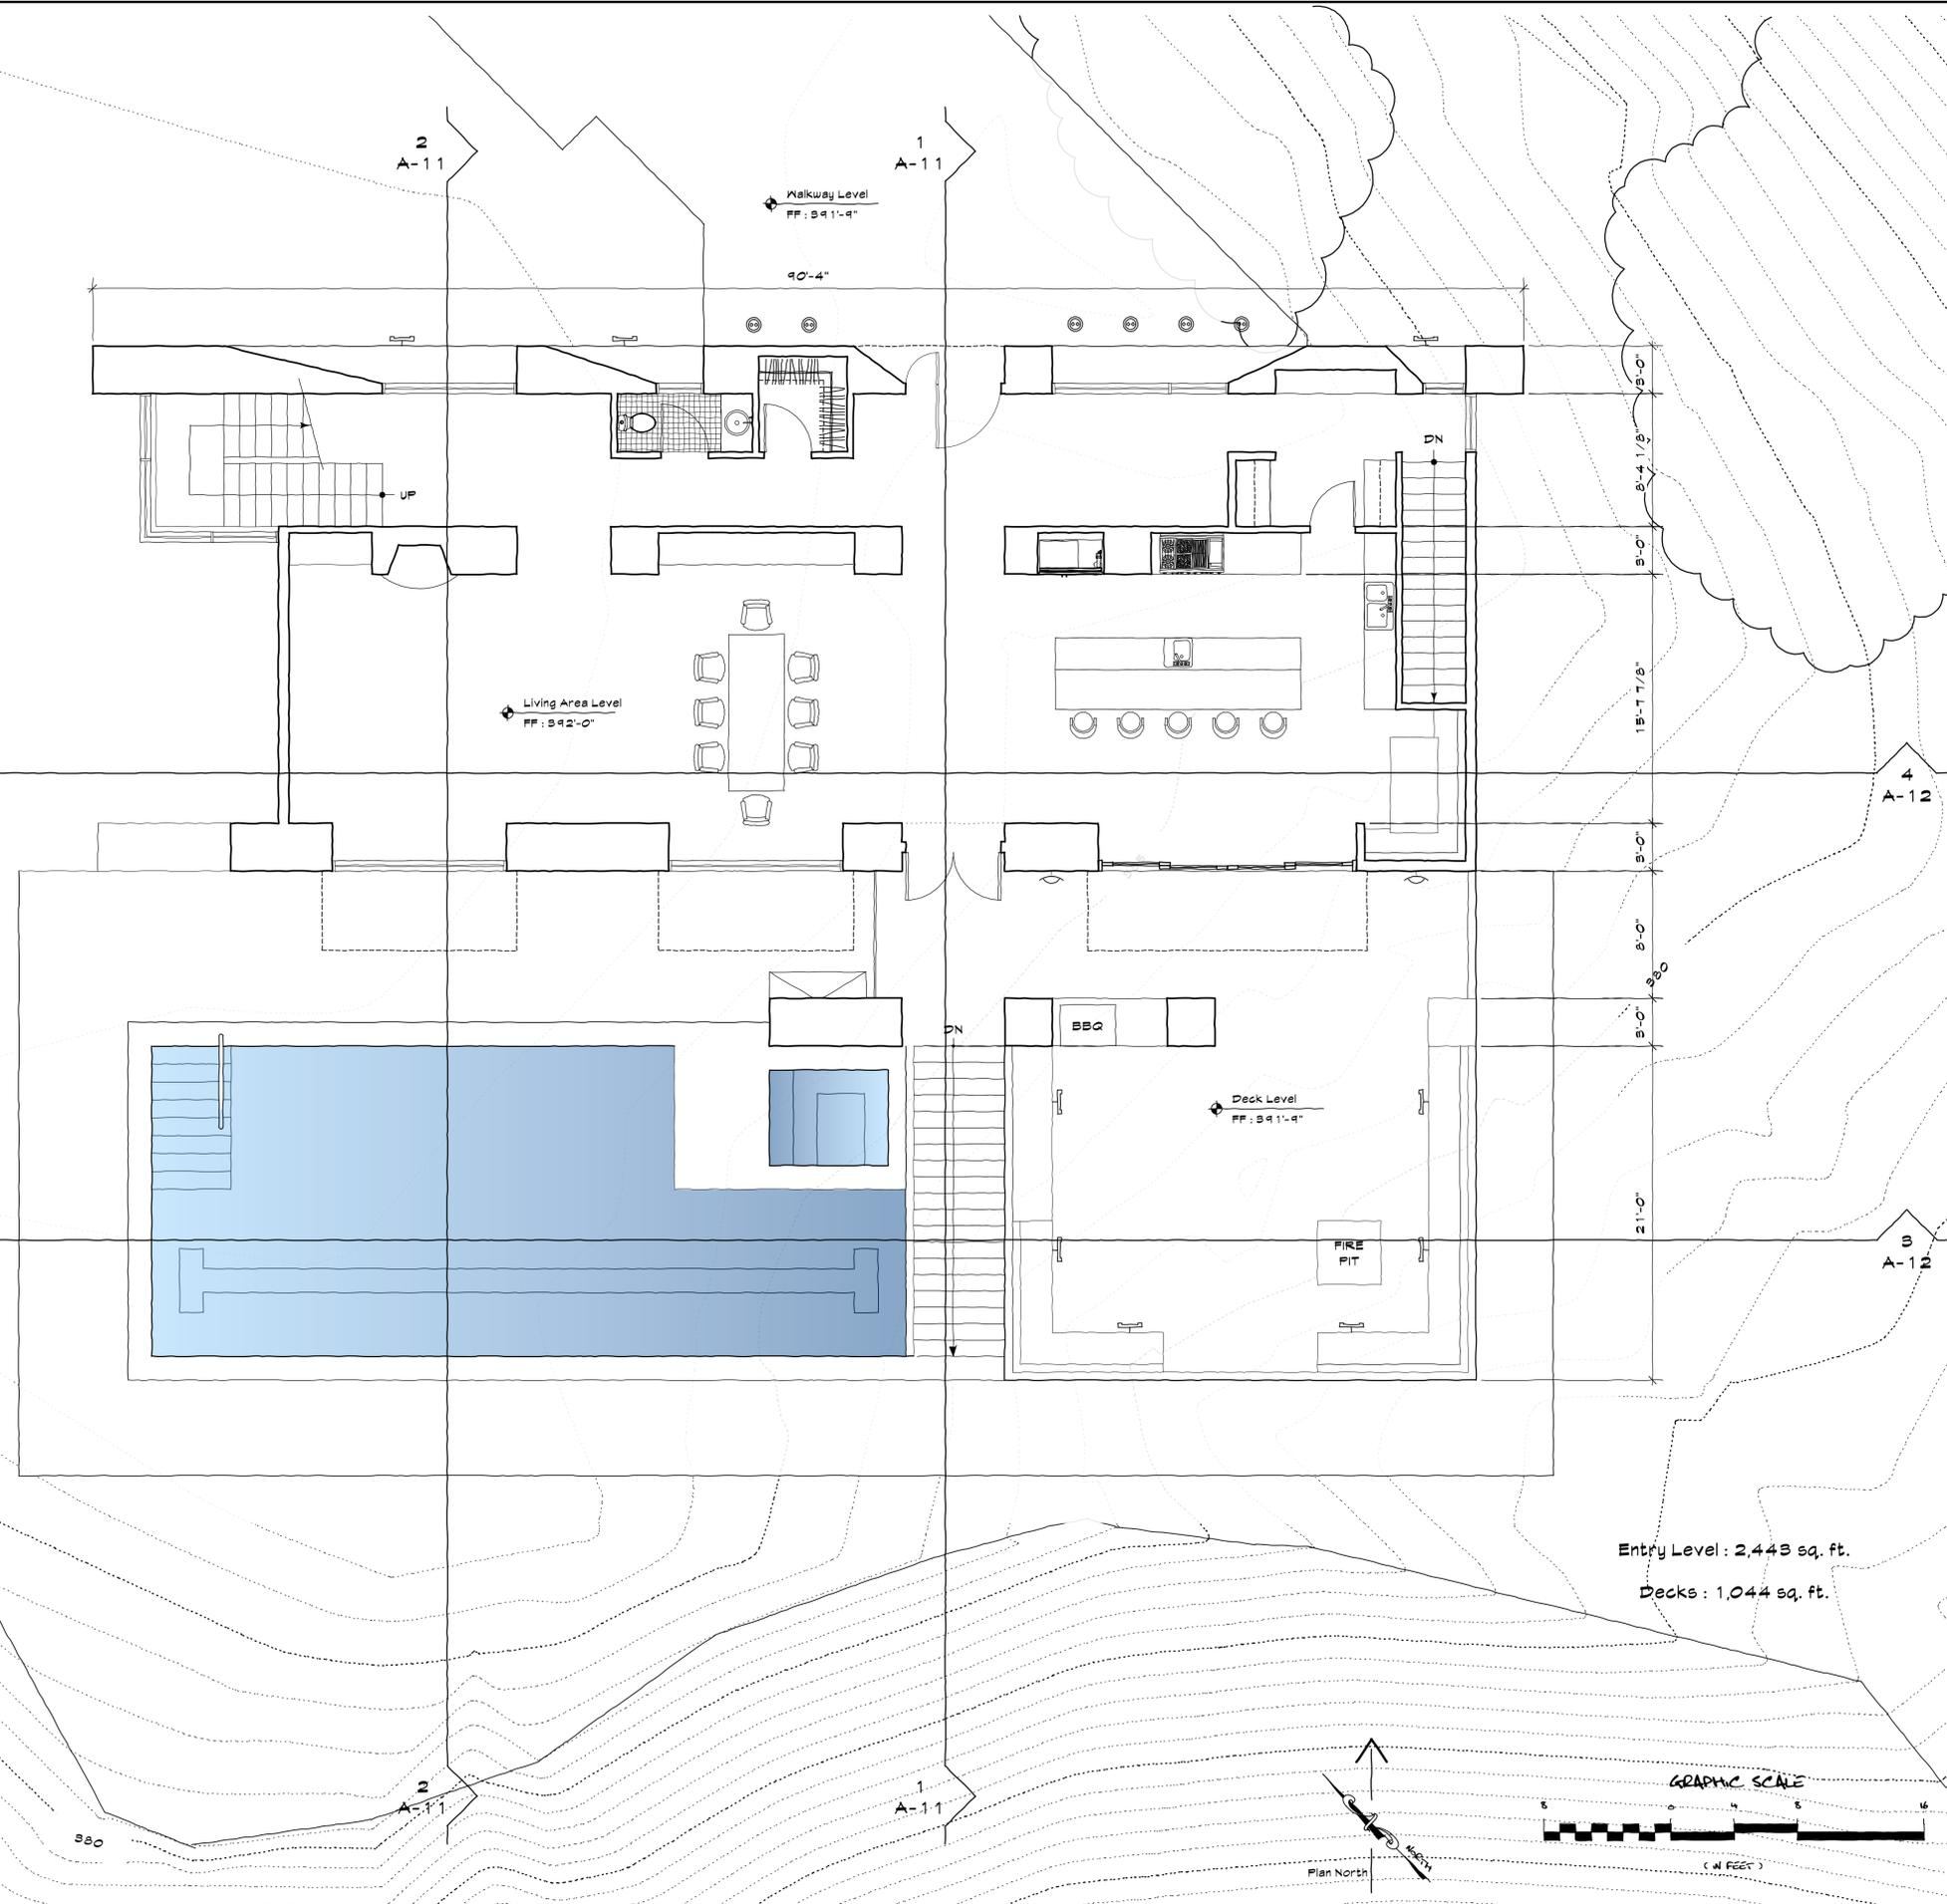 2
A-11
1
A-11
Walkway Level
FF : 391'-9"
90'-4"
3'-0"
8'-4 1/8"
DN
UP
3'-0"
Living Area Level
FF : 392'-0"
15'-7 7/8"
4
A-12
3'-0"
8'-0"
380
3'-0"
DN
BBQ
Deck Level
FF : 391'-9"
21'-0"
FIRE
PIT
3
A-12
Entry Level : 2,443 sq. ft.
Decks : 1,044 sq. ft.
2
A-11
1
A-11
380
GRAPHIC SCALE
8 0 4 8 16
( IN FEET )
NORTH
Plan North